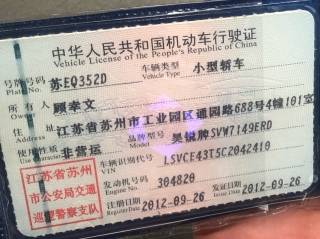 中华人民共和国机动车行驶证
Vehicle License of the People's Republic of China
号牌号码 苏EQ352D 车辆类型 小型轿车
Plate No. Vehicle Type
所有人 顾孝文
Owner
住址 江苏省苏州市工业园区通园路688号4幢101室
Address
使用性质 非营运 品牌型号 昊锐牌SVW7149ERD
Use Character Model
江苏省苏州 车辆识别代号 LSVCE43T5C2042410
VIN
市公安局交通 发动机号码 304820
Engine No.
巡逻警察支队 注册日期 2012-09-26 发证日期 2012-09-26
Register Date Issue Date